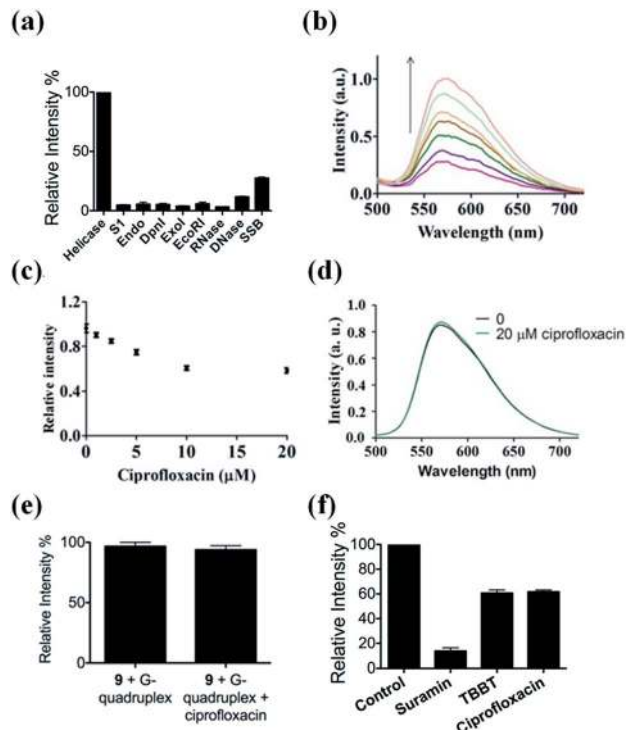 (a)
Relative Intensity %
100
50
0
Helicase
S1
Endo
DpnI
ExoI
EcoRI
RNase
DNase
SSB
(b)
Intensity (a.u.)
1.0
0.5
0.0
500 550 600 650 700
Wavelength (nm)
(c)
Relative intensity
1.2
0.8
0.4
0.0
0 5 10 15 20
Ciprofloxacin (μM)
(d)
Intensity (a. u.)
1.0
0.8
0.6
0.4
0.2
0.0
0
20 μM ciprofloxacin
500 550 600 650 700
Wavelength (nm)
(e)
Relative Intensity %
100
50
0
9 + G-
quadruplex
9 + G-
quadruplex +
ciprofloxacin
(f)
Relative Intensity %
100
80
60
40
20
0
Control
Suramin
TBBT
Ciprofloxacin